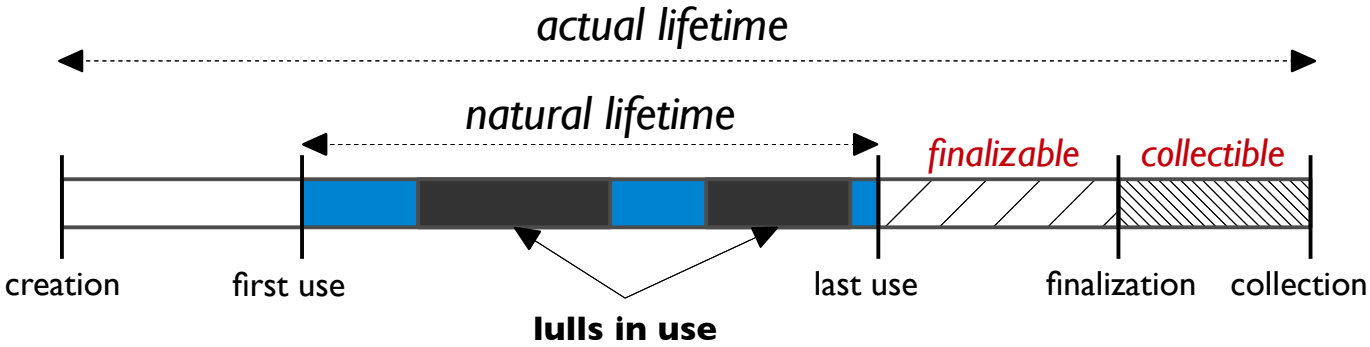 actual lifetime
natural lifetime
finalizable collectible
creation first use last use finalization collection
lulls in use